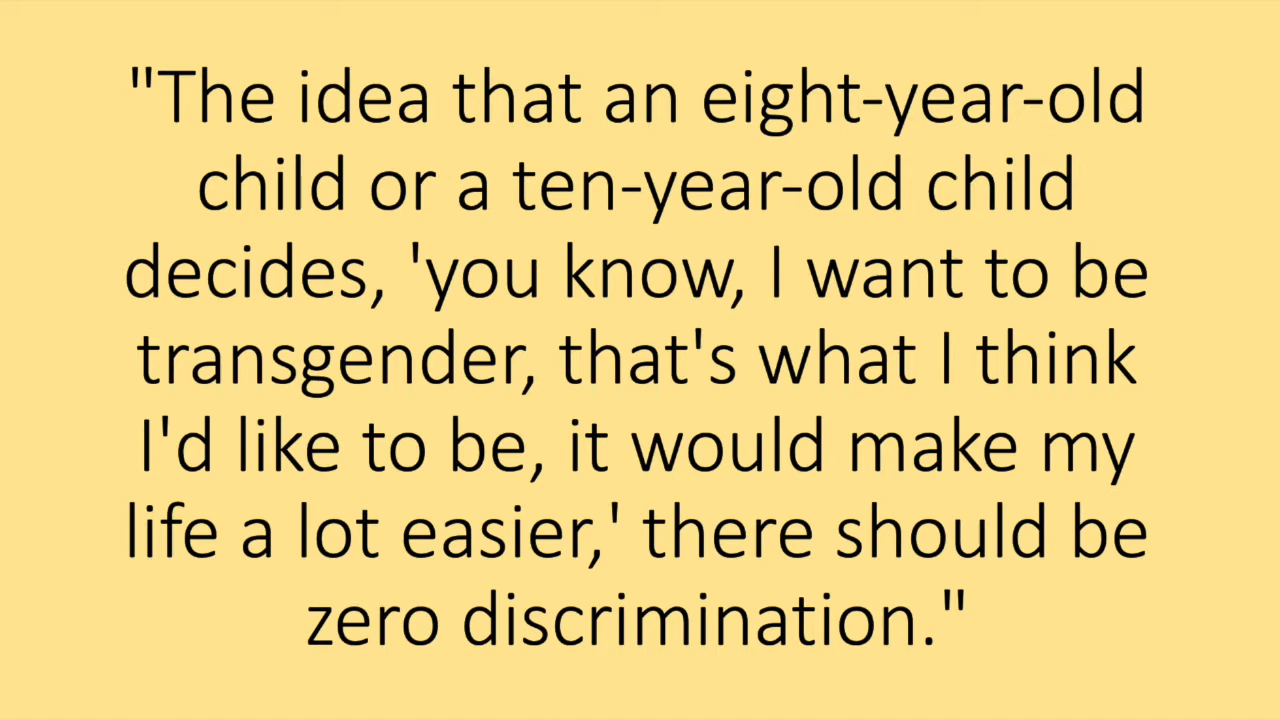 "The idea that an eight-year-old
child or a ten-year-old child
decides, 'you know, I want to be
transgender, that's what I think
I'd like to be, it would make my
life a lot easier,' there should be
zero discrimination."